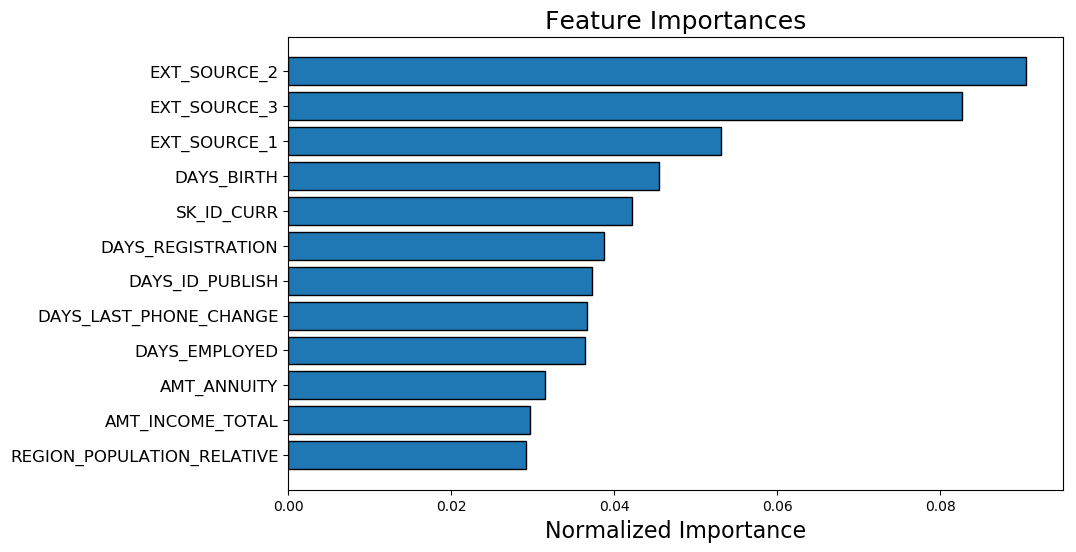 Feature Importances
EXT_SOURCE_2
EXT_SOURCE_3
EXT_SOURCE_1
DAYS_BIRTH
SK_ID_CURR
DAYS_REGISTRATION
DAYS_ID_PUBLISH
DAYS_LAST_PHONE_CHANGE
DAYS_EMPLOYED
AMT_ANNUITY
AMT_INCOME_TOTAL
REGION_POPULATION_RELATIVE
0.00 0.02 0.04 0.06 0.08
Normalized Importance